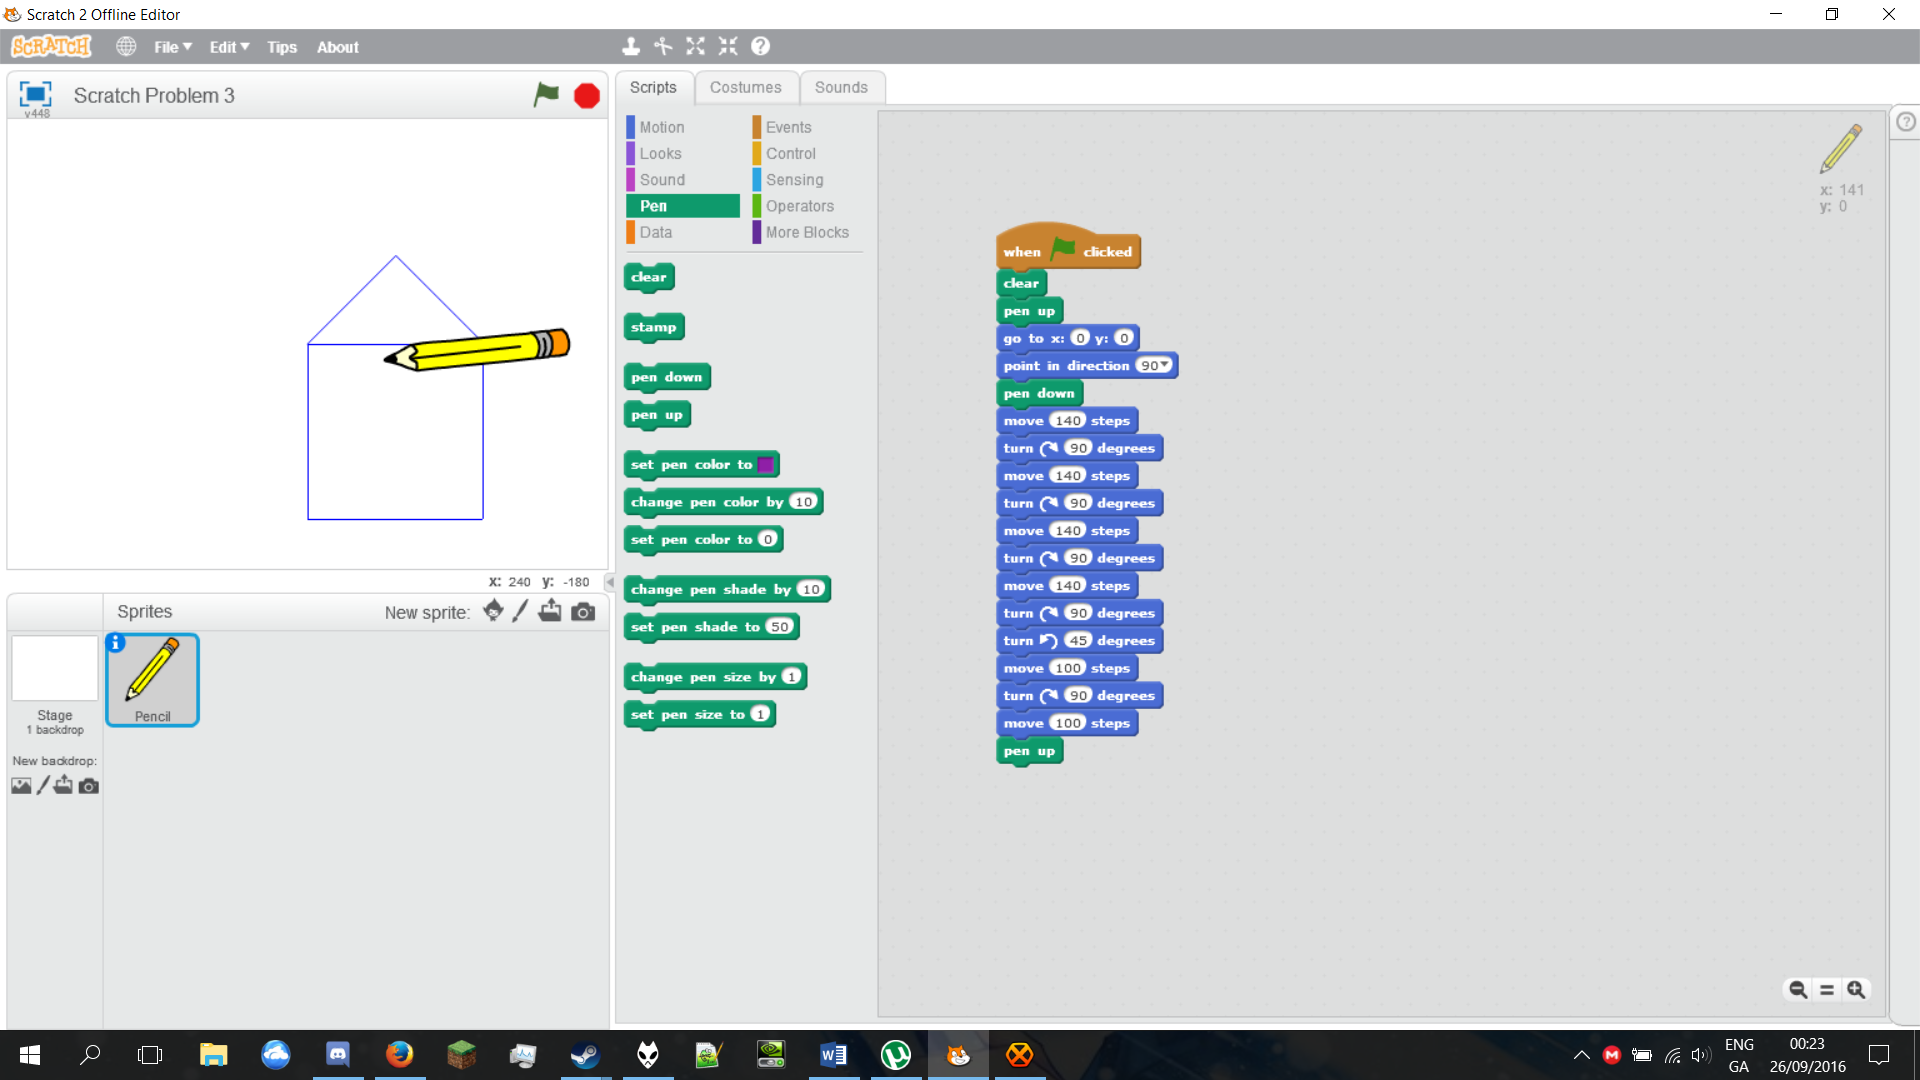 Scratch 2 Offline Editor
SCRATCH File Edit Tips About
Scratch Problem 3
v448
x: 240 y: -180
Sprites New sprite:
Stage
1 backdrop
New backdrop:
Pencil
Scripts Costumes Sounds
Motion Events
Looks Control
Sound Sensing
Pen Operators
Data More Blocks
clear
stamp
pen down
pen up
set pen color to
change pen color by 10
set pen color to 0
change pen shade by 10
set pen shade to 50
change pen size by 1
set pen size to 1
when clicked
clear
pen up
go to x: 0 y: 0
point in direction 90
pen down
move 140 steps
turn 90 degrees
move 140 steps
turn 90 degrees
move 140 steps
turn 90 degrees
move 140 steps
turn 90 degrees
turn 45 degrees
move 100 steps
turn 90 degrees
move 100 steps
pen up
x: 141
y: 0
ENG
GA
00:23
26/09/2016